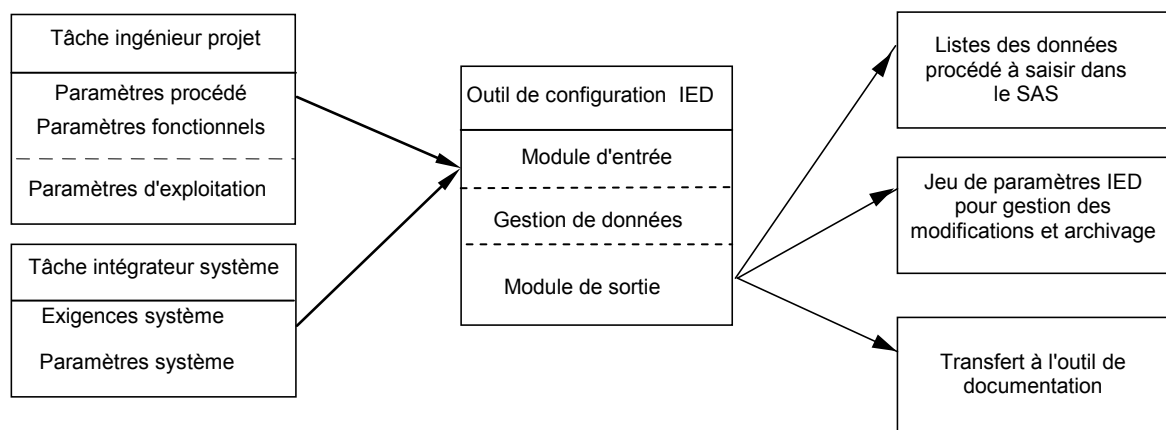 Tâche ingénieur projet
Paramètres procédé
Paramètres fonctionnels
Paramètres d'exploitation
Tâche intégrateur système
Exigences système
Paramètres système
Outil de configuration IED
Module d'entrée
Gestion de données
Module de sortie
Listes des données
procédé à saisir dans
le SAS
Jeu de paramètres IED
pour gestion des
modifications et archivage
Transfert à l'outil de
documentation